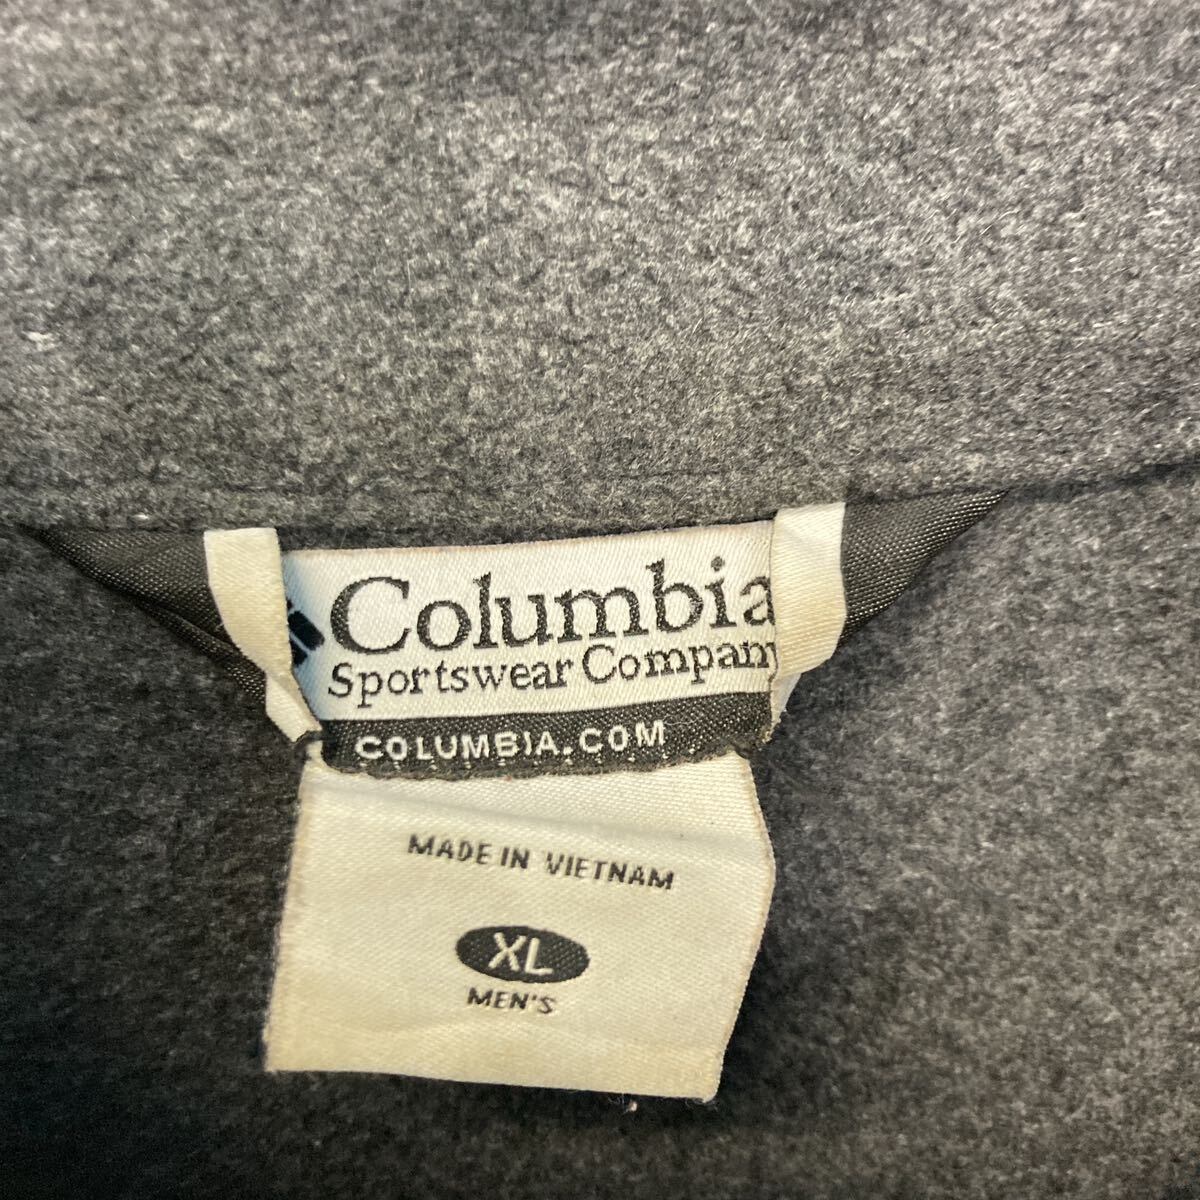 Columbia
Sportswear Company
COLUMBIA.COM
MADE IN VIETNAM
XL
MEN'S